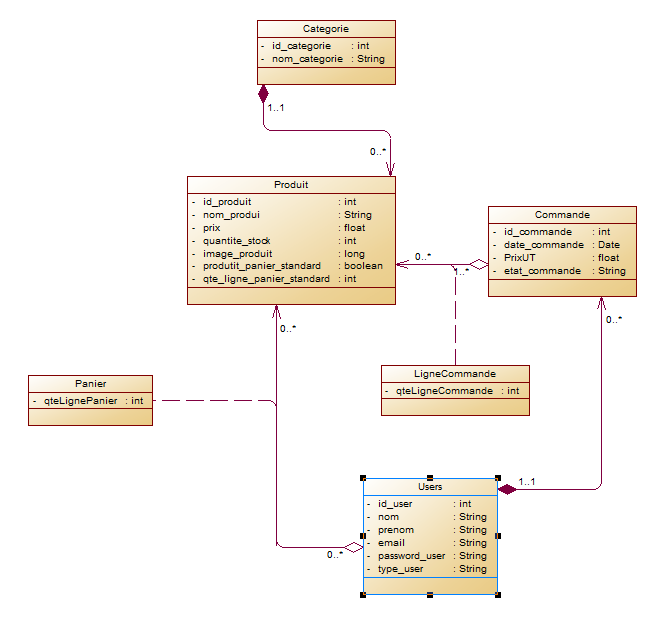 Categorie
- id_categorie : int
- nom_categorie : String
1..1
0..*
Produit
- id_produit : int
- nom_produi : String
- prix : float
- quantite_stock : int
- image_produit : long
- produtit_panier_standard : boolean
- qte_ligne_panier_standard : int
Commande
- id_commande : int
- date_commande : Date
- PrixUT : float
- etat_commande : String
0..*
1..*
0..*
0..*
Panier
- qteLignePanier : int
LigneCommande
- qteLigneCommande : int
Users
- id_user : int
- nom : String
- prenom : String
- email : String
- password_user : String
- type_user : String
1..1
0..*